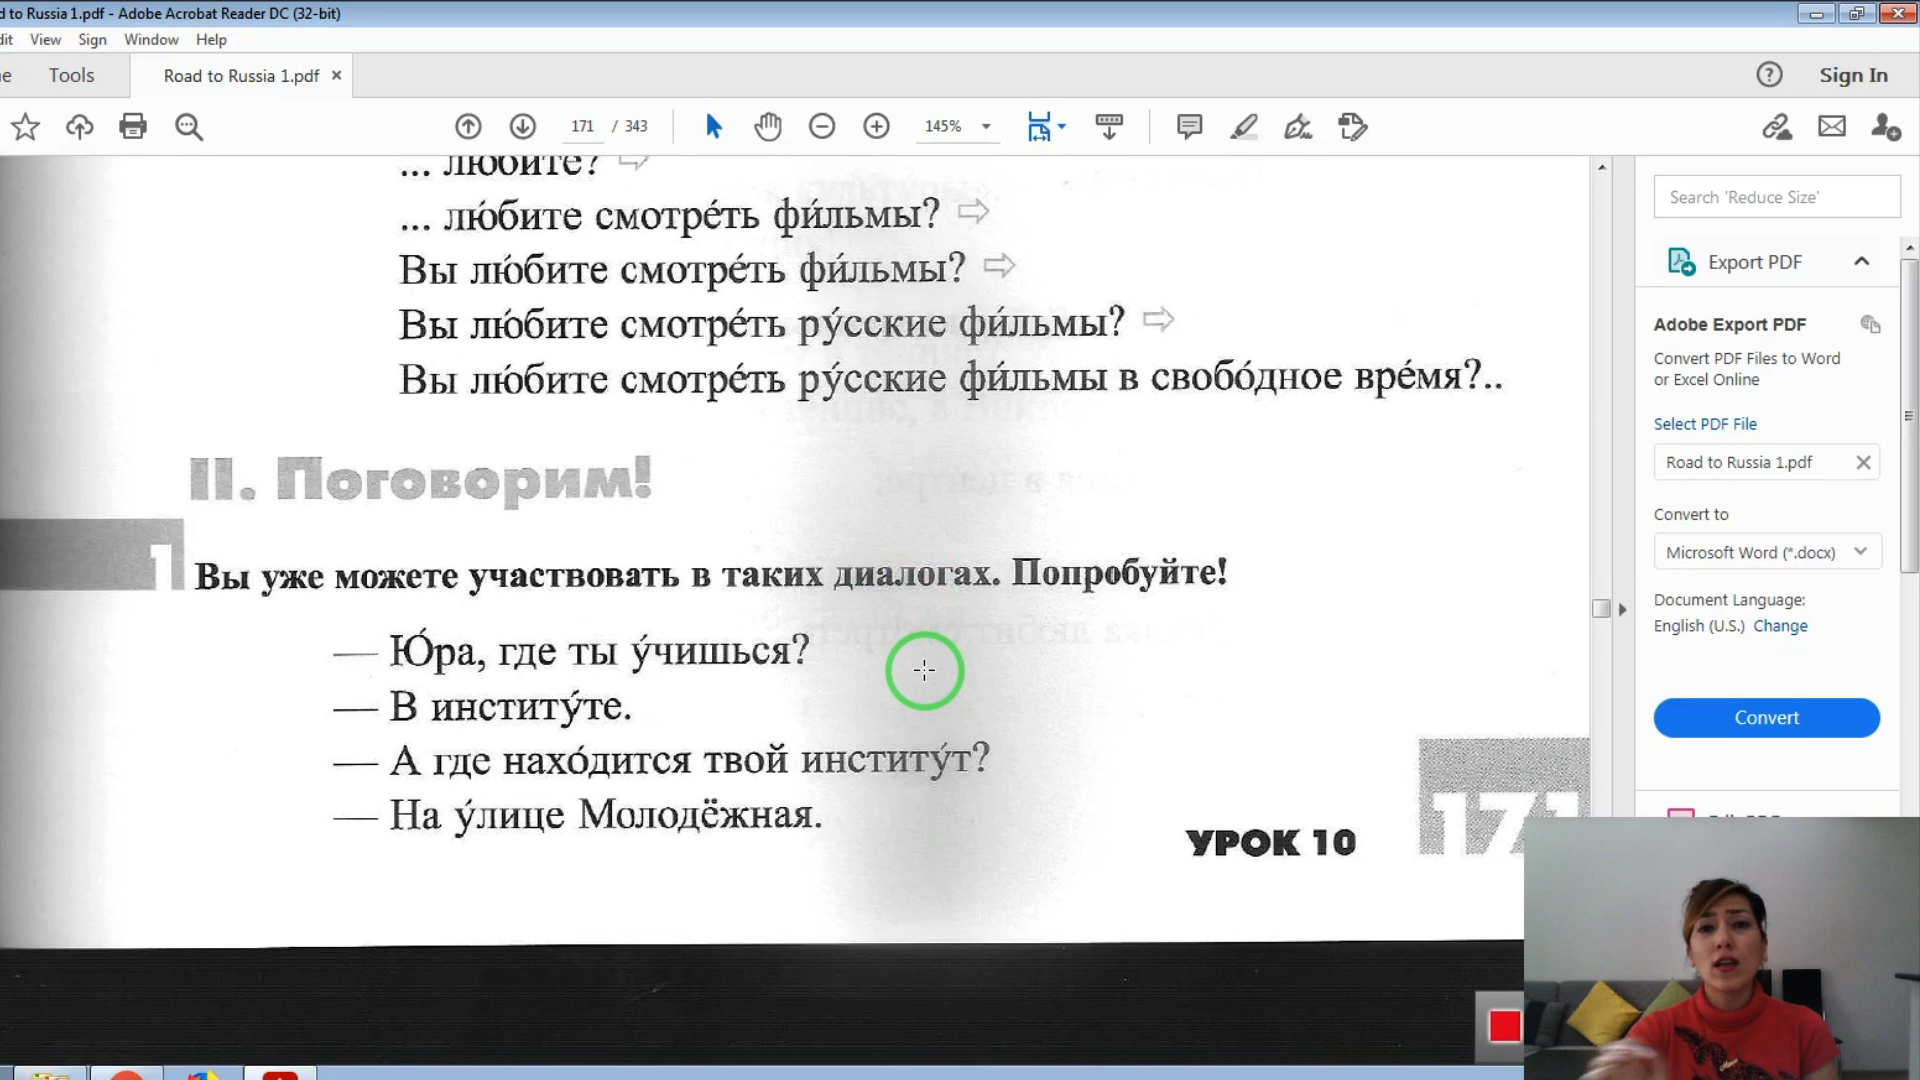 d to Russia 1.pdf - Adobe Acrobat Reader DC (32-bit)
dit View Sign Window Help
e Tools Road to Russia 1.pdf × ? Sign In
171 / 343 145%
... любите? ⇨
... лю́бите смотре́ть фи́льмы? ⇨
Вы лю́бите смотре́ть фи́льмы? ⇨
Вы лю́бите смотре́ть ру́сские фи́льмы? ⇨
Вы лю́бите смотре́ть ру́сские фи́льмы в свобо́дное вре́мя?..
II. Поговорим!
1 Вы уже можете участвовать в таких диалогах. Попробуйте!
— Ю́ра, где ты у́чишься?
— В институ́те.
— А где нахо́дится твой институ́т?
— На у́лице Молодёжная.
УРОК 10 171
Search 'Reduce Size'
Export PDF
Adobe Export PDF
Convert PDF Files to Word
or Excel Online
Select PDF File
Road to Russia 1.pdf
Convert to
Microsoft Word (*.docx)
Document Language:
English (U.S.) Change
Convert